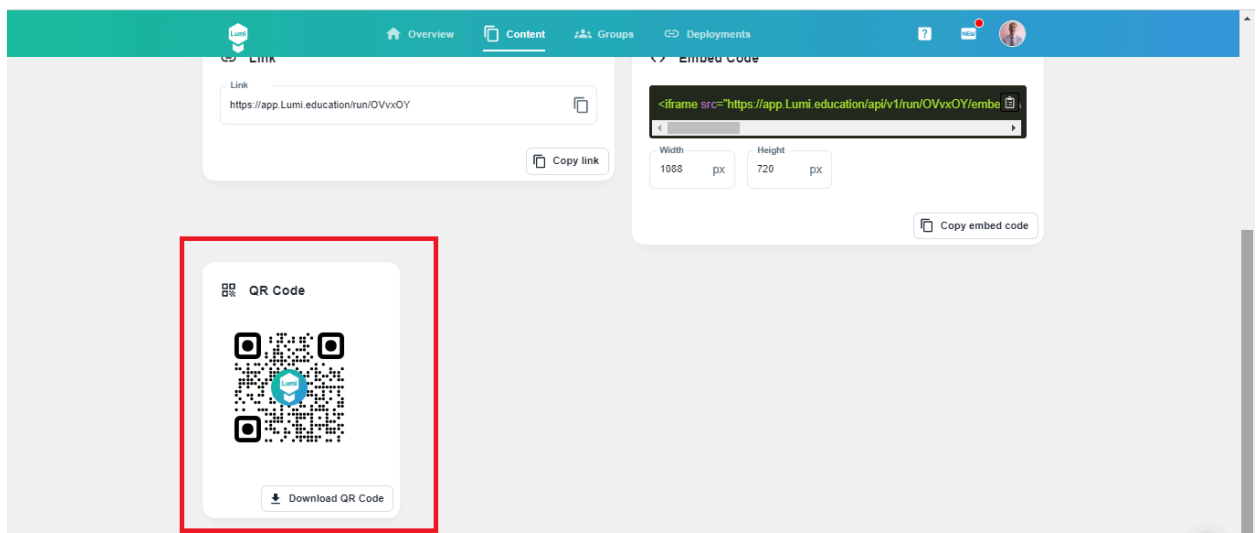 Lumi
Overview
Content
Groups
Deployments
?
NEW
Link
Link
https://app.Lumi.education/run/OVvxOY
Copy link
Embed Code
<iframe src="https://app.Lumi.education/api/v1/run/OVvxOY/embe
Width
1088 px
Height
720 px
Copy embed code
QR Code
Lumi
Download QR Code